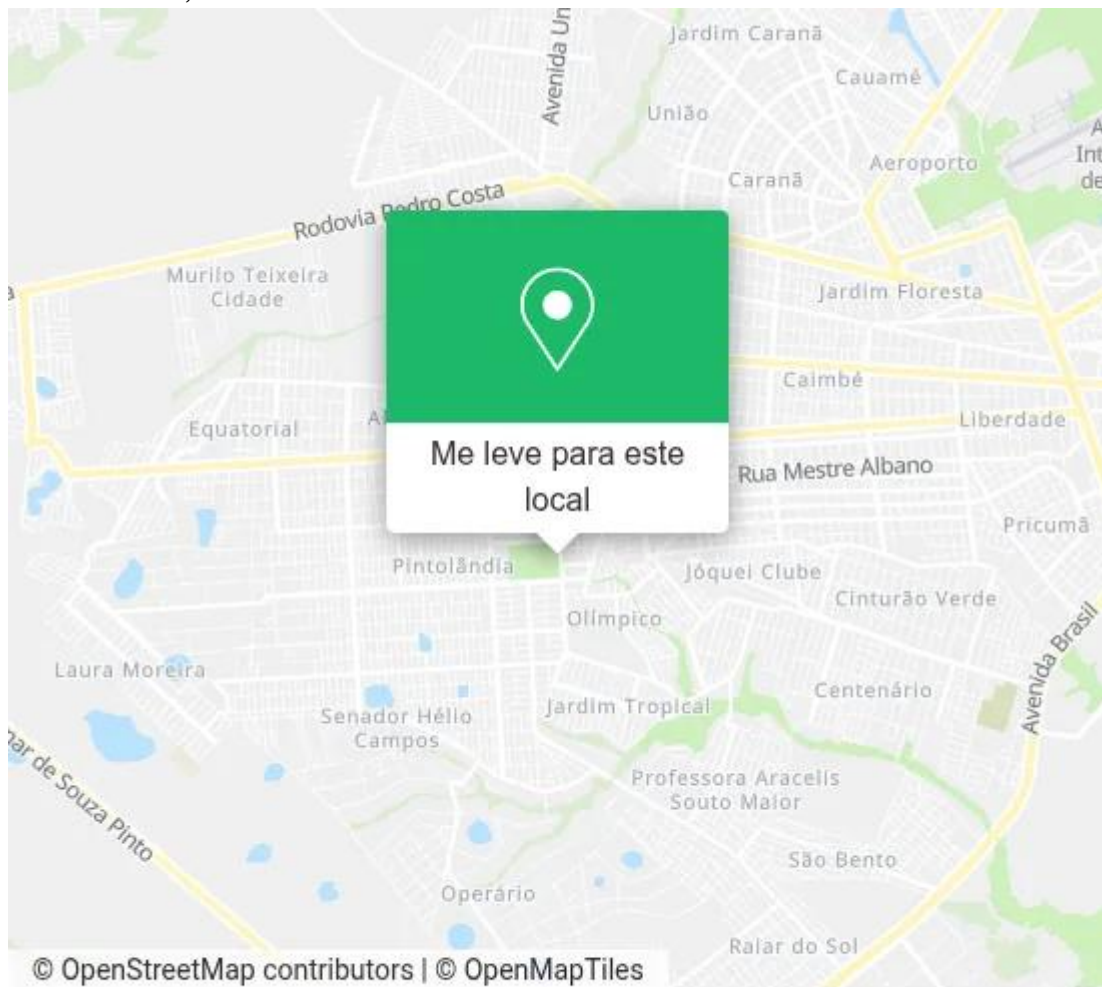 Avenida Un
Jardim Caranã
Cauamé
União
A
Int
de
Aeroporto
Caranã
Rodovia Pedro Costa
Murilo Teixeira
Cidade
Jardim Floresta
a
Caimbé
Liberdade
Equatorial
Al
Me leve para este
local
Rua Mestre Albano
Pricumã
Pintolândia
Jóquei Clube
Cinturão Verde
Olímpico
Laura Moreira
Centenário
Avenida Brasil
Senador Hélio
Campos
Jardim Tropical
mar de Souza Pinto
Professora Aracelis
Souto Maior
São Bento
Operário
Raiar do Sol
© OpenStreetMap contributors | © OpenMapTiles